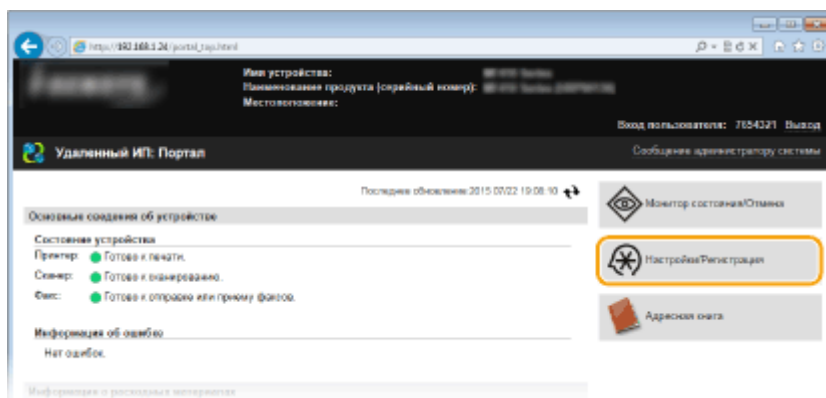 http://192.168.1.24/portal_top.html
Имя устройства:
Наименование продукта (серийный номер):
Местоположение:
Вход пользователя: 7654321 Выход
Удаленный ИП: Портал
Сообщение администратору системы
Последнее обновление: 2015 07/22 19:08:10
Монитор состояния/Отмена
Основные сведения об устройстве
Состояние устройства
Принтер: Готово к печати.
Сканер: Готово к сканированию.
Факс: Готово к отправке или приему факсов.
Настройки/Регистрация
Адресная книга
Информация об ошибке
Нет ошибок.
Информация о расходных материалах